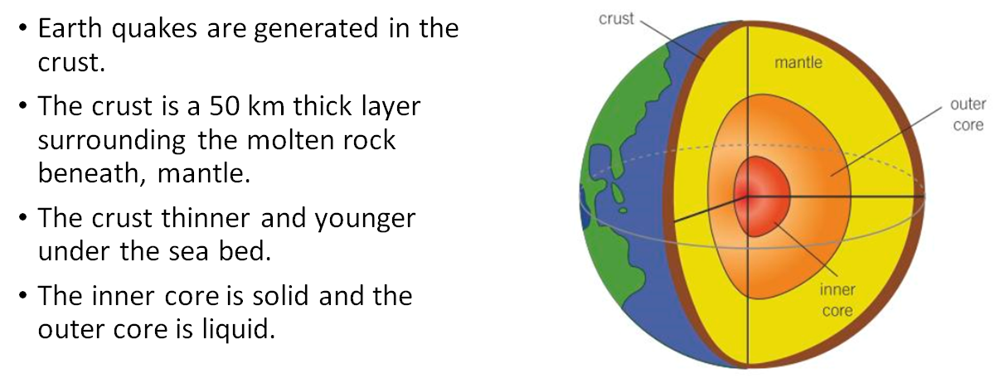 • Earth quakes are generated in the
crust.
• The crust is a 50 km thick layer
surrounding the molten rock
beneath, mantle.
• The crust thinner and younger
under the sea bed.
• The inner core is solid and the
outer core is liquid.
crust
mantle
outer
core
inner
core